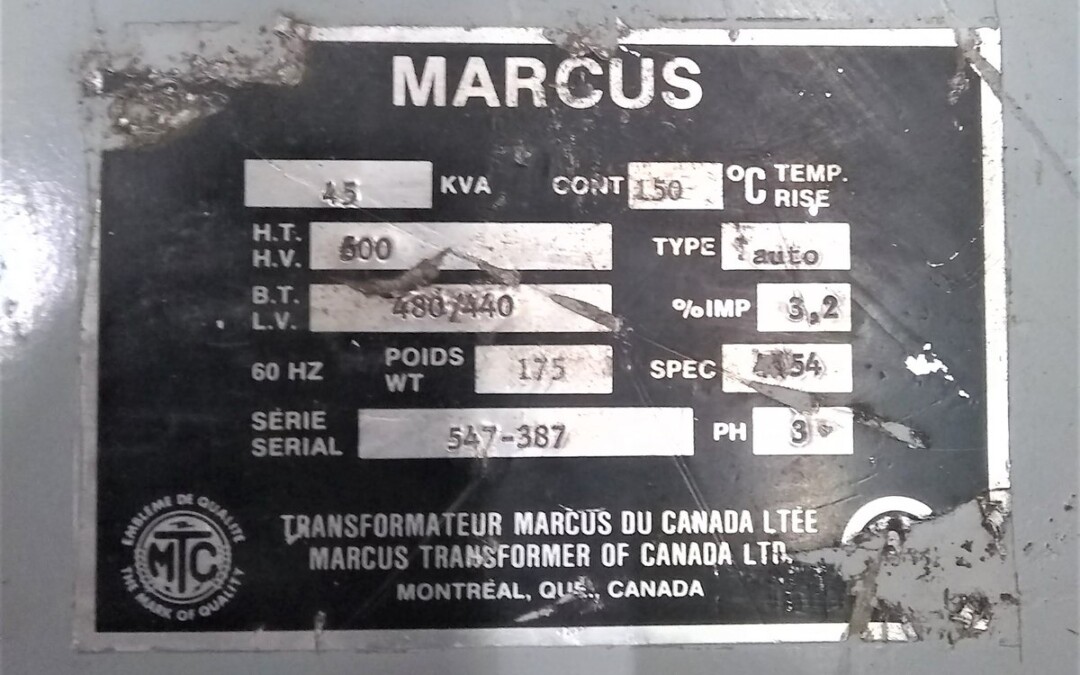 MARCUS
45 KVA CONT 150 °C TEMP. RISE
H.T. H.V. 600 TYPE auto
B.T. L.V. 480/440 %IMP 3,2
60 HZ POIDS WT 175 SPEC
SÉRIE SERIAL 547-387 PH 3
EMBLEME DE QUALITE
MTC
THE MARK OF QUALITY
TRANSFORMATEUR MARCUS DU CANADA LTÉE
MARCUS TRANSFORMER OF CANADA LTD.
MONTRÉAL, QUÉ., CANADA